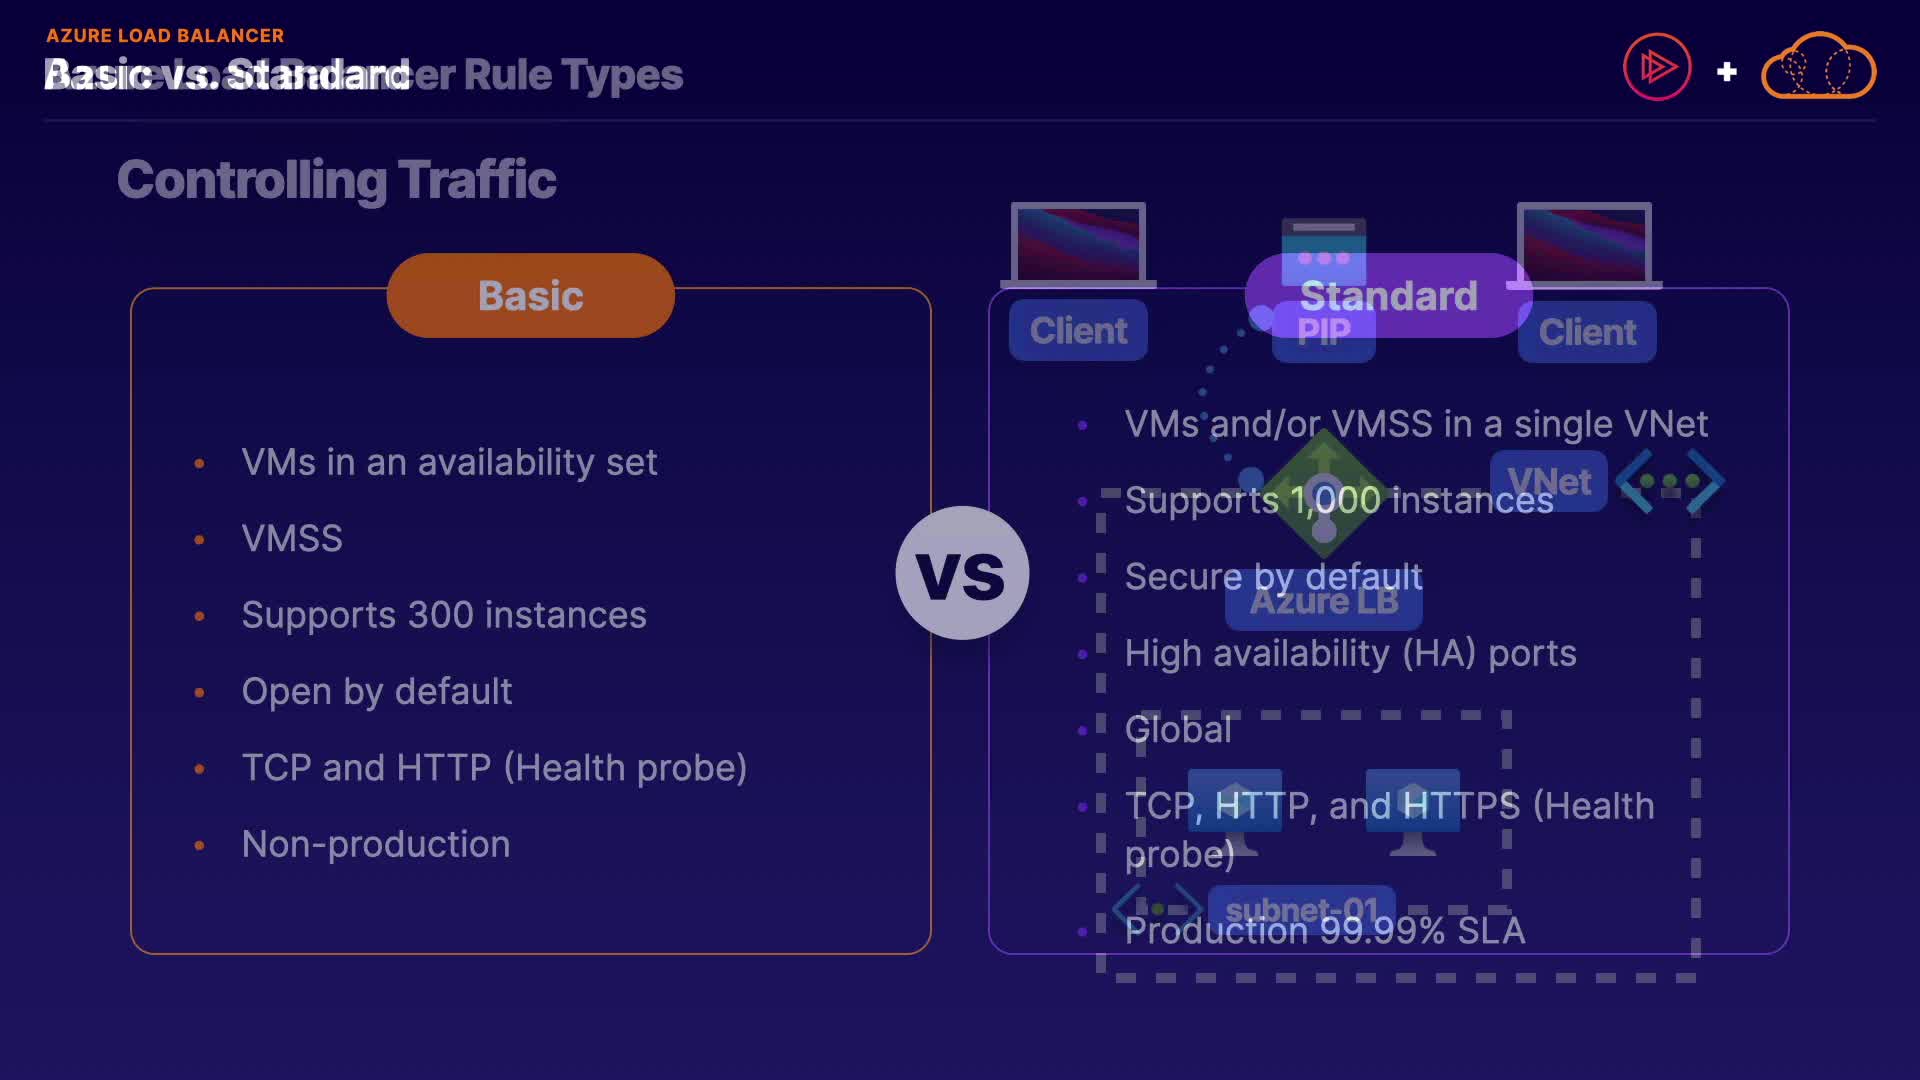 AZURE LOAD BALANCER
Basic vs. Standard
Rule Types
Controlling Traffic
Basic
VMs in an availability set
VMSS
Supports 300 instances
Open by default
TCP and HTTP (Health probe)
Non-production
VS
Standard
VMs and/or VMSS in a single VNet
Supports 1,000 instances
Secure by default
High availability (HA) ports
Global
TCP, HTTP, and HTTPS (Health
probe)
Production 99.99% SLA
Client
PIP
Client
VNet
Azure LB
subnet-01